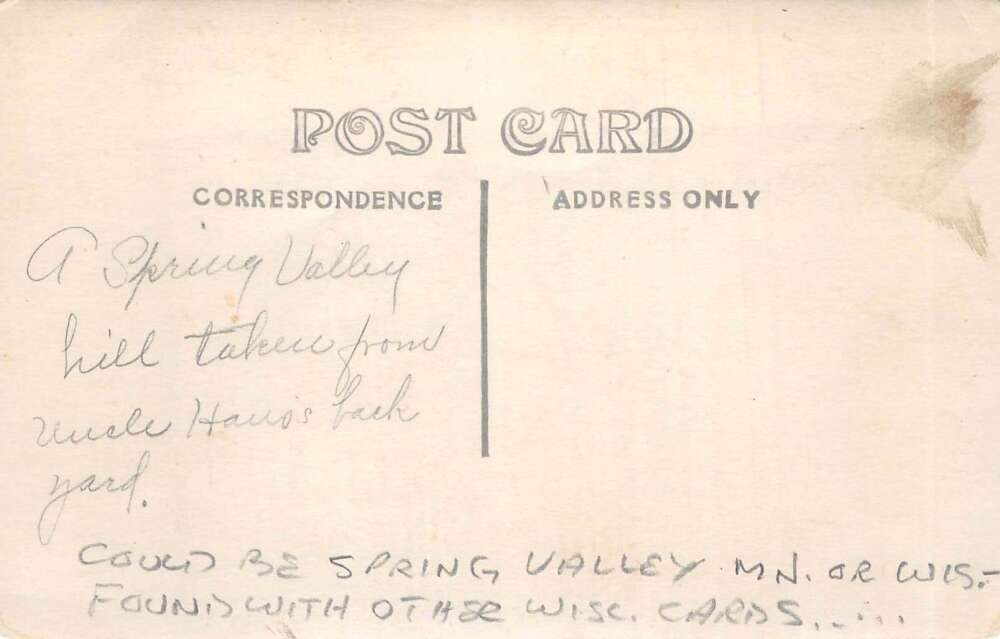 POST CARD
CORRESPONDENCE
ADDRESS ONLY
A Spring Valley
hill taken from
Uncle Hans's back
yard.
COULD BE SPRING VALLEY MN. OR WIS.-
FOUND WITH OTHER WISC. CARDS.....